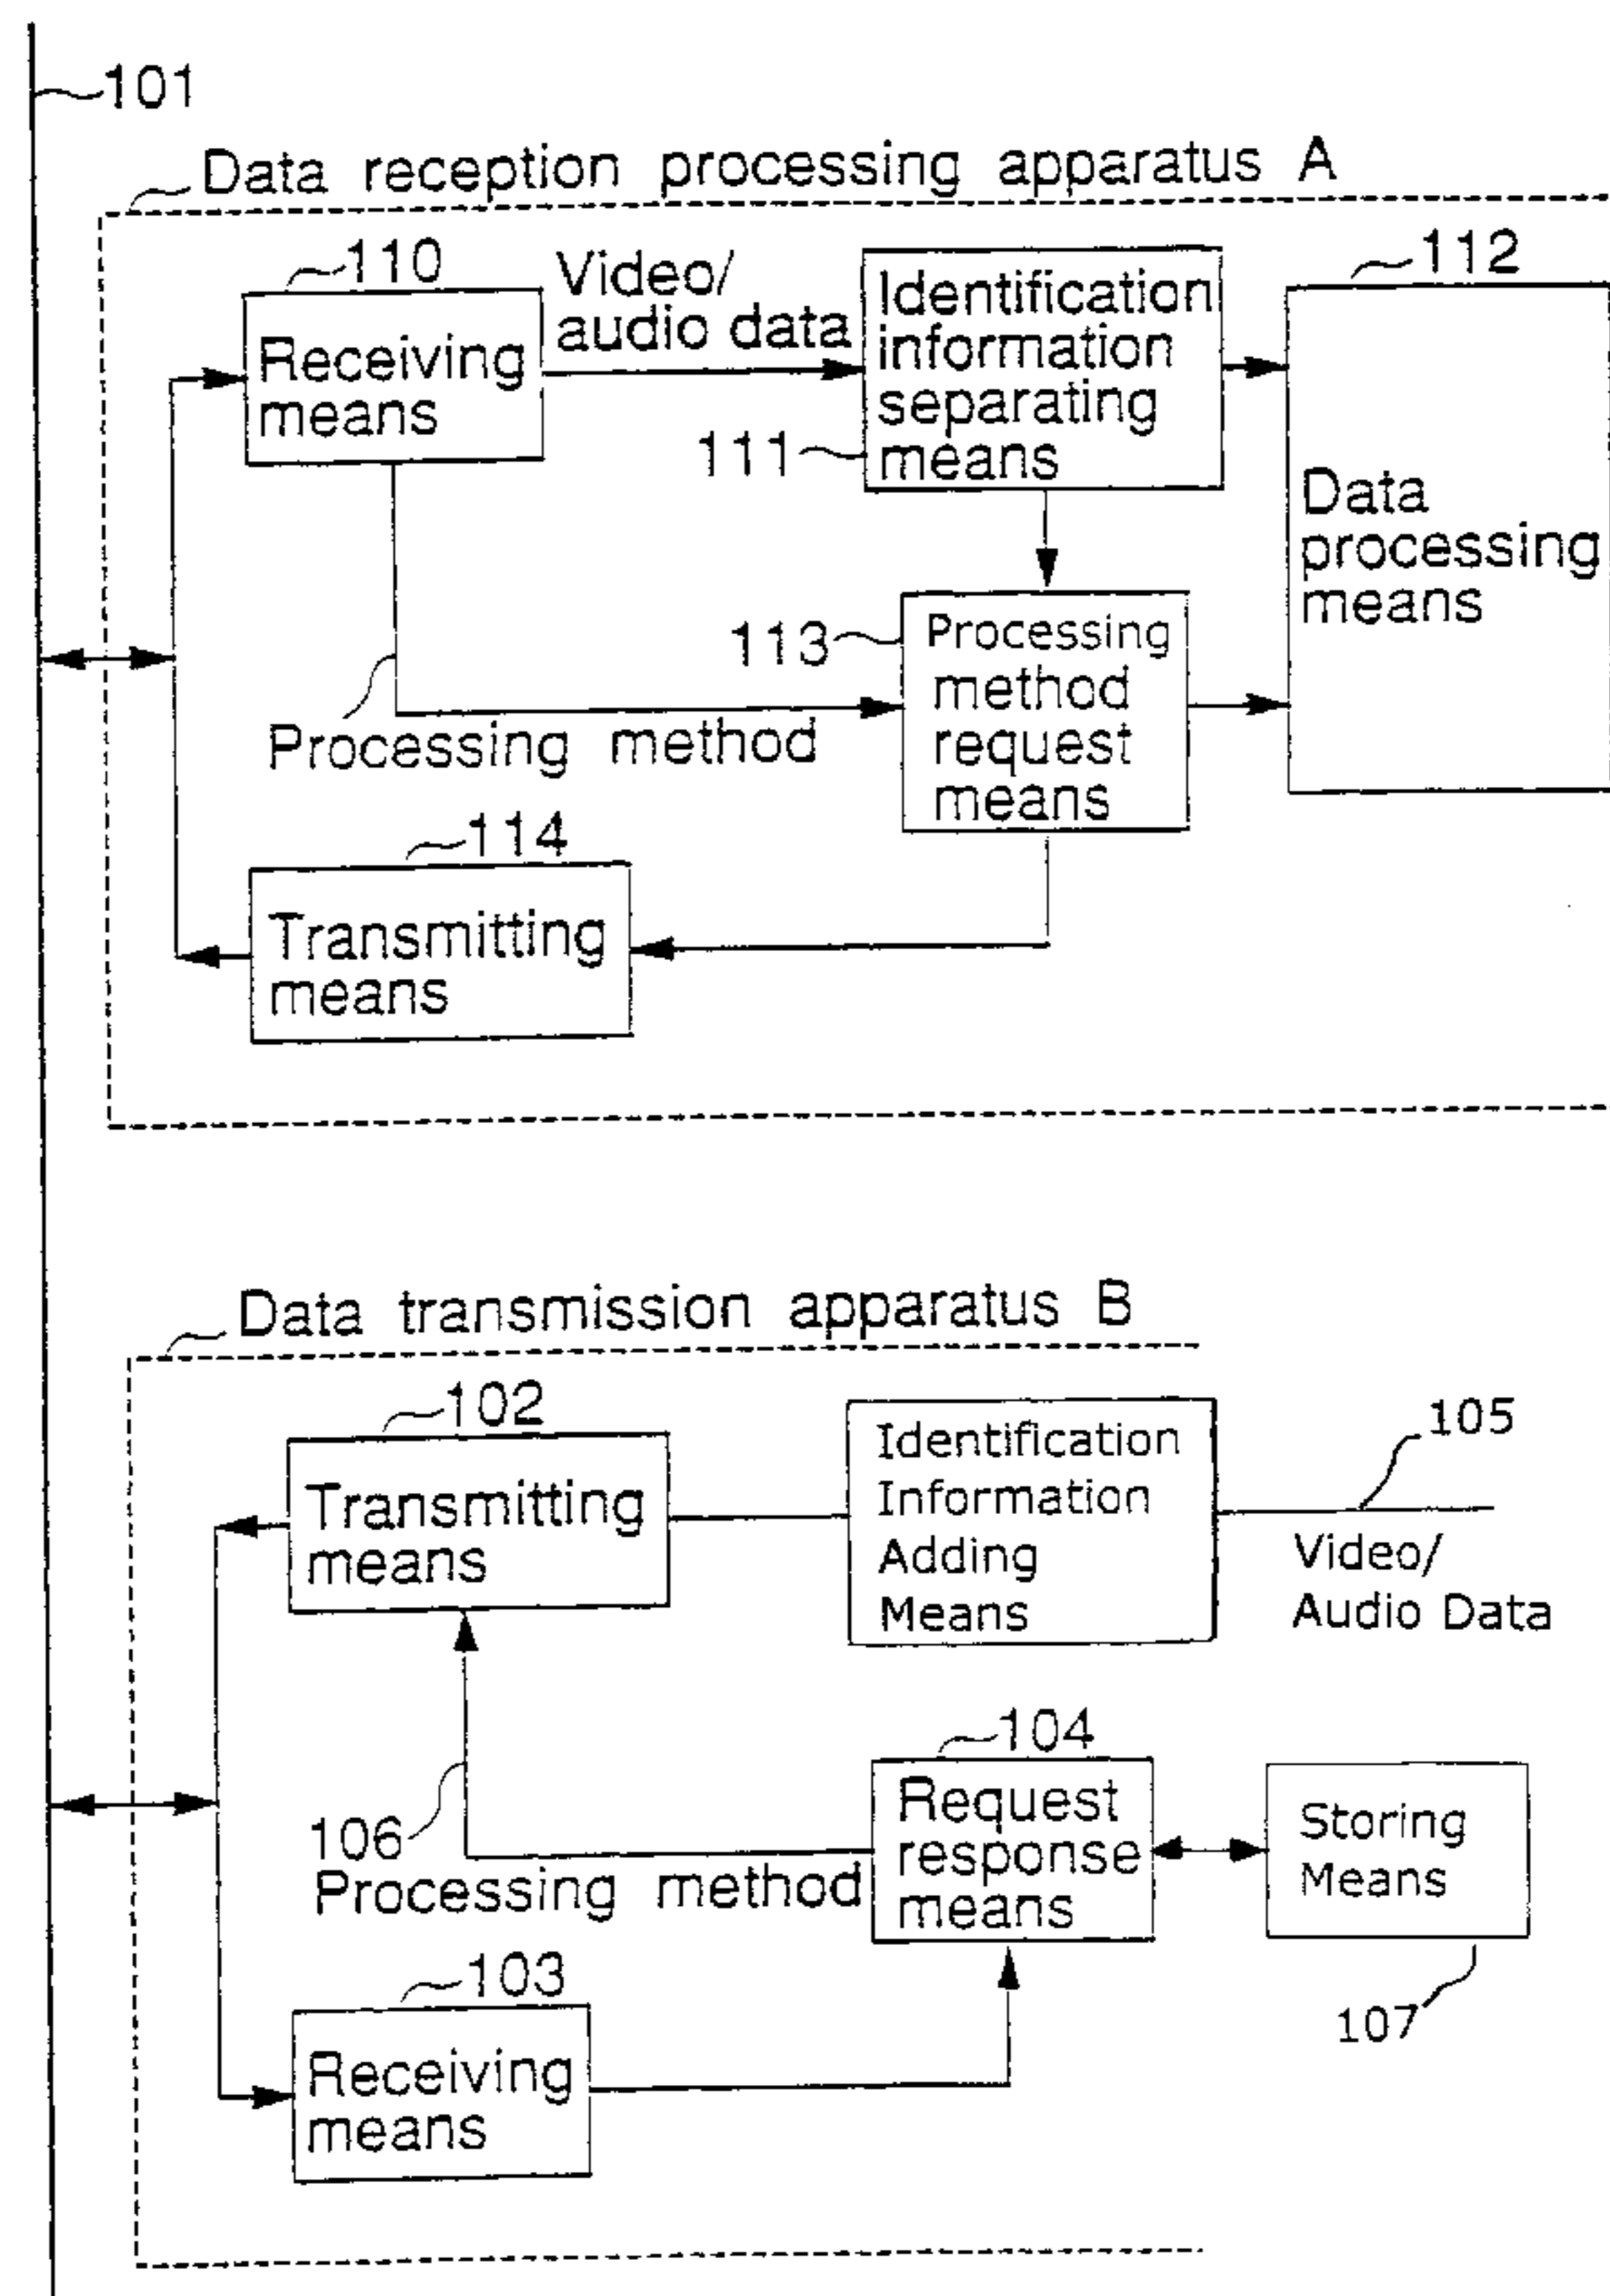 101
Data reception processing apparatus A
110
Video/
audio data
Identification
information
separating
means
111
112
Receiving
means
Data
processing
means
113
Processing
method
request
means
Processing method
114
Transmitting
means
Data transmission apparatus B
102
Transmitting
means
Identification
Information
Adding
Means
105
Video/
Audio Data
104
Request
response
means
106
Processing method
Storing
Means
107
103
Receiving
means